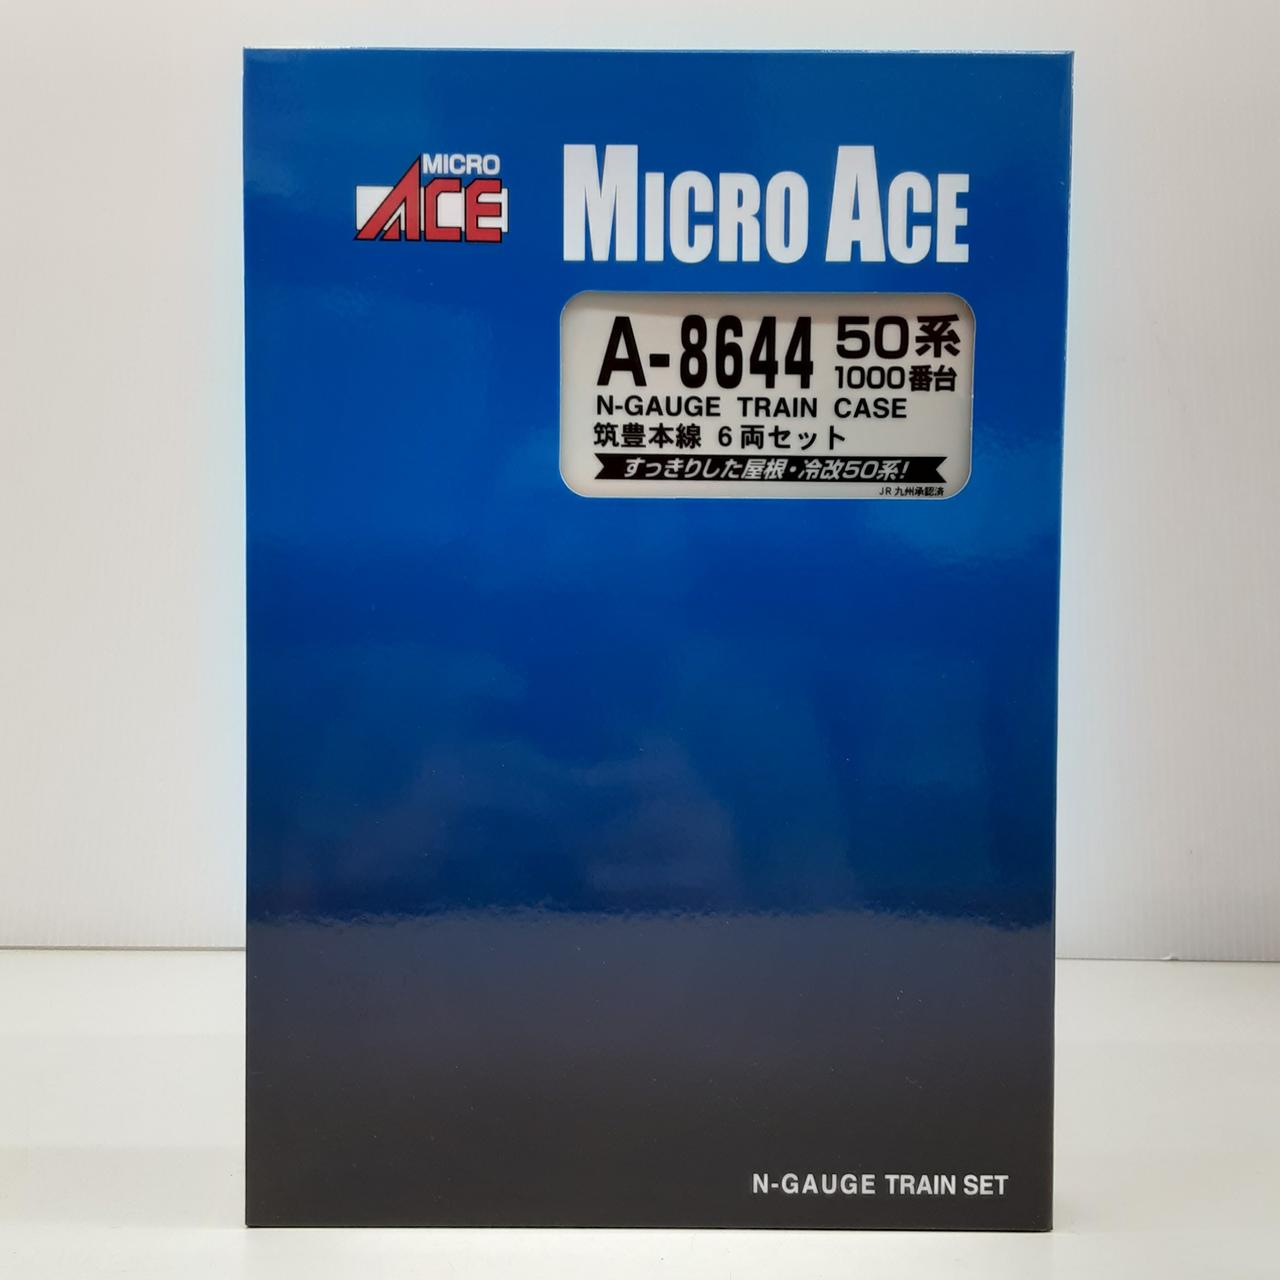 MICRO
ACE
MICRO ACE
A-8644 50系
1000番台
N-GAUGE TRAIN CASE
筑豊本線 6両セット
すっきりした屋根・冷改50系!
JR九州承認済
N-GAUGE TRAIN SET